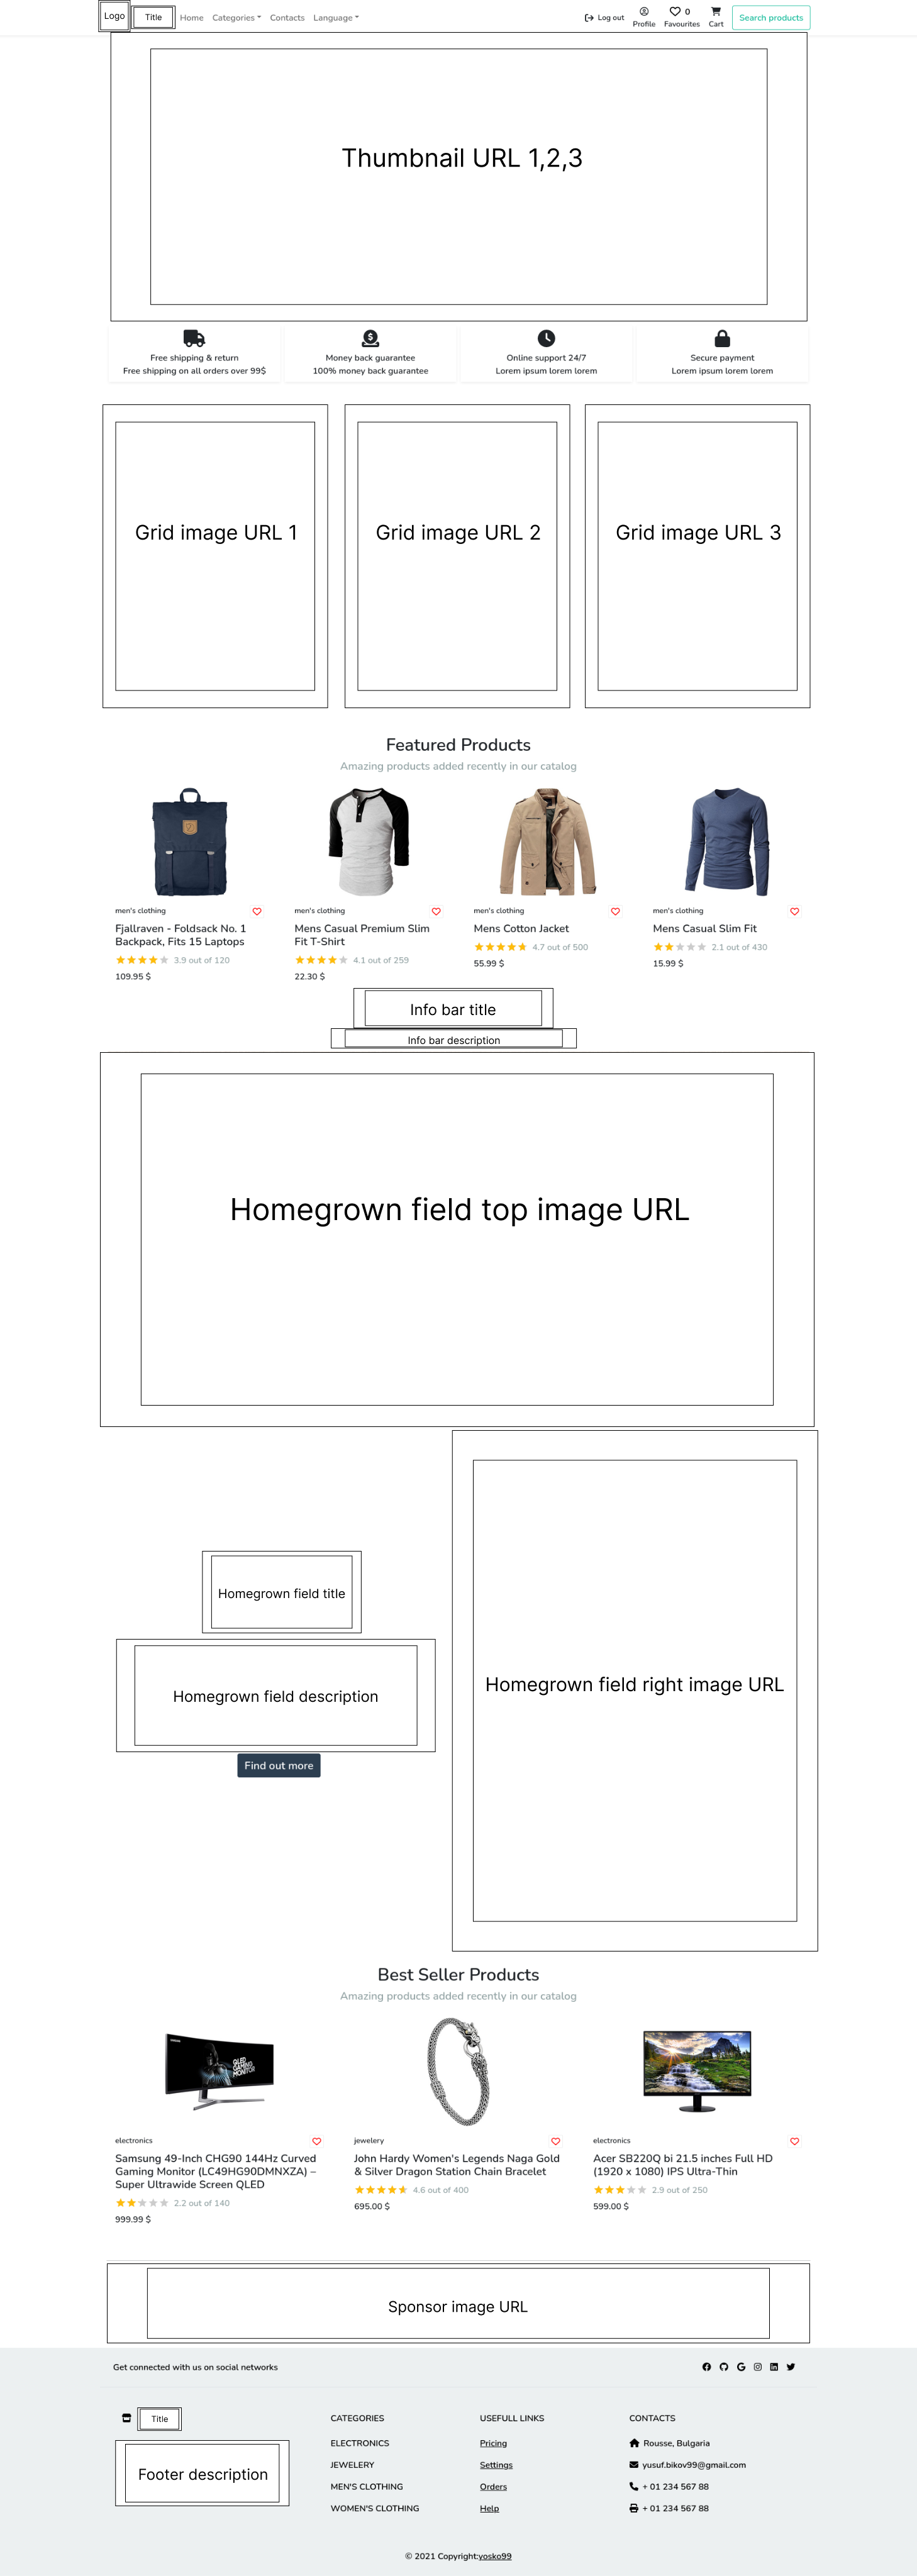 Logo
Title
Home Categories Contacts Language
Log out
0
Profile Favourites Cart
Search products
Thumbnail URL 1,2,3
Free shipping & return
Free shipping on all orders over 99$
Money back guarantee
100% money back guarantee
Online support 24/7
Lorem ipsum lorem lorem
Secure payment
Lorem ipsum lorem lorem
Grid image URL 1
Grid image URL 2
Grid image URL 3
Featured Products
Amazing products added recently in our catalog
men's clothing
Fjallraven - Foldsack No. 1
Backpack, Fits 15 Laptops
3.9 out of 120
109.95 $
men's clothing
Mens Casual Premium Slim
Fit T-Shirt
4.1 out of 259
22.30 $
men's clothing
Mens Cotton Jacket
4.7 out of 500
55.99 $
men's clothing
Mens Casual Slim Fit
2.1 out of 430
15.99 $
Info bar title
Info bar description
Homegrown field top image URL
Homegrown field title
Homegrown field description
Find out more
Homegrown field right image URL
Best Seller Products
Amazing products added recently in our catalog
SAMSUNG
QLED
GAMING
MONITOR
electronics
Samsung 49-Inch CHG90 144Hz Curved
Gaming Monitor (LC49HG90DMNXZA) –
Super Ultrawide Screen QLED
2.2 out of 140
999.99 $
jewelery
John Hardy Women's Legends Naga Gold
& Silver Dragon Station Chain Bracelet
4.6 out of 400
695.00 $
electronics
Acer SB220Q bi 21.5 inches Full HD
(1920 x 1080) IPS Ultra-Thin
2.9 out of 250
599.00 $
Sponsor image URL
Get connected with us on social networks
Title
Footer description
CATEGORIES
ELECTRONICS
JEWELERY
MEN'S CLOTHING
WOMEN'S CLOTHING
USEFULL LINKS
Pricing
Settings
Orders
Help
CONTACTS
Rousse, Bulgaria
yusuf.bikov99@gmail.com
+ 01 234 567 88
+ 01 234 567 88
© 2021 Copyright:yosko99